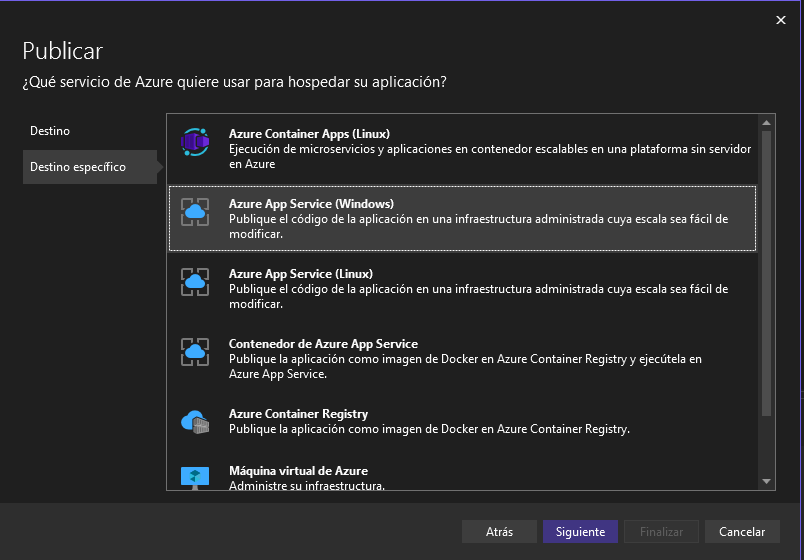 Publicar
¿Qué servicio de Azure quiere usar para hospedar su aplicación?
Destino
Destino específico
Azure Container Apps (Linux)
Ejecución de microservicios y aplicaciones en contenedor escalables en una plataforma sin servidor
en Azure
Azure App Service (Windows)
Publique el código de la aplicación en una infraestructura administrada cuya escala sea fácil de
modificar.
Azure App Service (Linux)
Publique el código de la aplicación en una infraestructura administrada cuya escala sea fácil de
modificar.
Contenedor de Azure App Service
Publique la aplicación como imagen de Docker en Azure Container Registry y ejecútela en
Azure App Service.
Azure Container Registry
Publique la aplicación como imagen de Docker en Azure Container Registry.
Máquina virtual de Azure
Administre su infraestructura.
Atrás
Siguiente
Finalizar
Cancelar